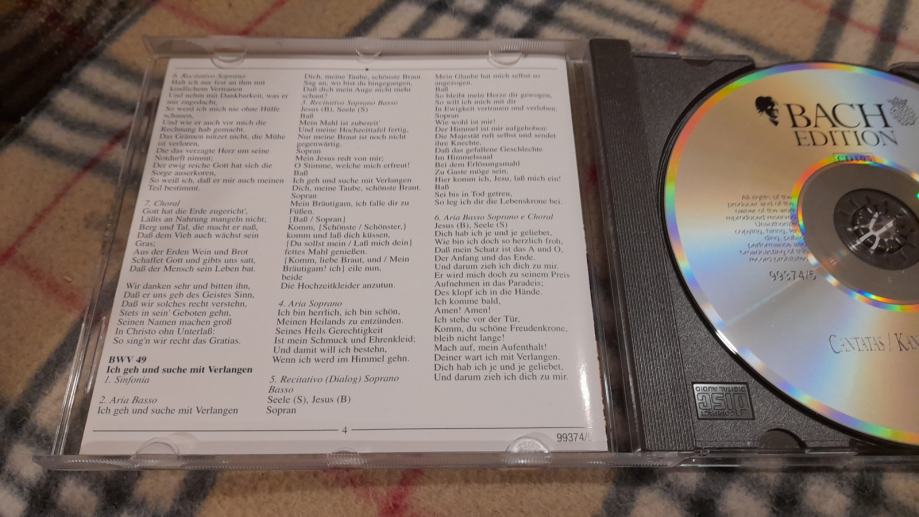 6. Recitativo Soprano
Halt ich nur fest an ihm mit
kindlichem Vertrauen
Und nehm mit Dankbarkeit, was er
mir zugedacht,
So werd ich mich nie ohne Hülfe
schauen,
Und wie er auch vor mich die
Rechnung hab gemacht.
Das Grämen nützet nicht, die Mühe
ist verloren,
Die das verzagte Herz um seine
Notdurft nimmt;
Der ewig reiche Gott hat sich die
Sorge auserkoren,
So weiß ich, daß er mir auch meinen
Teil bestimmt.
7. Choral
Gott hat die Erde zugericht',
Läßts an Nahrung mangeln nicht;
Berg und Tal, die macht er naß,
Daß dem Vieh auch wächst sein
Gras;
Aus der Erden Wein und Brot
Schaffet Gott und gibts uns satt,
Daß der Mensch sein Leben hat.
Wir danken sehr und bitten ihn,
Daß er uns geb des Geistes Sinn,
Daß wir solches recht verstehn,
Stets in sein' Geboten gehn,
Seinen Namen machen groß
In Christo ohn Unterlaß:
So sing'n wir recht das Gratias.
BWV 49
Ich geh und suche mit Verlangen
1. Sinfonia
2. Aria Basso
Ich geh und suche mit Verlangen
Dich, meine Taube, schönste Braut.
Sag an, wo bist du hingegangen,
Daß dich mein Auge nicht mehr
schaut?
3. Recitativo Soprano Basso
Jesus (B), Seele (S)
Baß
Mein Mahl ist zubereit'
Und meine Hochzeittafel fertig,
Nur meine Braut ist noch nicht
gegenwärtig.
Sopran
Mein Jesus redt von mir;
O Stimme, welche mich erfreut!
Baß
Ich geh und suche mit Verlangen
Dich, meine Taube, schönste Braut.
Sopran
Mein Bräutigam, ich falle dir zu
Füßen.
[Baß / Sopran]
Komm, [Schönste / Schönster,]
komm und laß dich küssen,
[Du sollst mein / Laß mich dein]
fettes Mahl genießen.
[Komm, liebe Braut, und / Mein
Bräutigam! ich] eile nun,
beide
Die Hochzeitkleider anzutun.
4. Aria Soprano
Ich bin herrlich, ich bin schön,
Meinen Heilands zu entzünden.
Seines Heils Gerechtigkeit
Ist mein Schmuck und Ehrenkleid;
Und damit will ich bestehn,
Wenn ich werd im Himmel gehn.
5. Recitativo (Dialog) Soprano
Basso
Seele (S), Jesus (B)
Sopran
Mein Glaube hat mich selbst so
angezogen.
Baß
So bleibt mein Herze dir gewogen,
So will ich mich mit dir
In Ewigkeit vertrauen und verloben.
Sopran
Wie wohl ist mir!
Der Himmel ist mir aufgehoben:
Die Majestät ruft selbst und sendet
ihre Knechte,
Daß das gefallene Geschlechte
Im Himmelssaal
Bei dem Erlösungsmahl
Zu Gaste möge sein,
Hier komm ich, Jesu, laß mich ein!
Baß
Sei bis in Tod getreu,
So leg ich dir die Lebenskrone bei.
6. Aria Basso Soprano e Choral
Jesus (B), Seele (S)
Dich hab ich je und je geliebet,
Wie bin ich doch so herzlich froh,
Daß mein Schatz ist das A und O,
Der Anfang und das Ende.
Und darum zieh ich dich zu mir.
Er wird mich doch zu seinem Preis
Aufnehmen in das Paradeis;
Des klopf ich in die Hände.
Ich komme bald,
Amen! Amen!
Ich stehe vor der Tür,
Komm, du schöne Freudenkrone,
bleib nicht lange!
Mach auf, mein Aufenthalt!
Deiner wart ich mit Verlangen.
Dich hab ich je und je geliebet,
Und darum zieh ich dich zu mir.
4
99374/
BACH
EDITION
All rights of the
producer and of the
99374/5
CANTATAS / KAN
COMPACT
disc
DIGITAL AUDIO